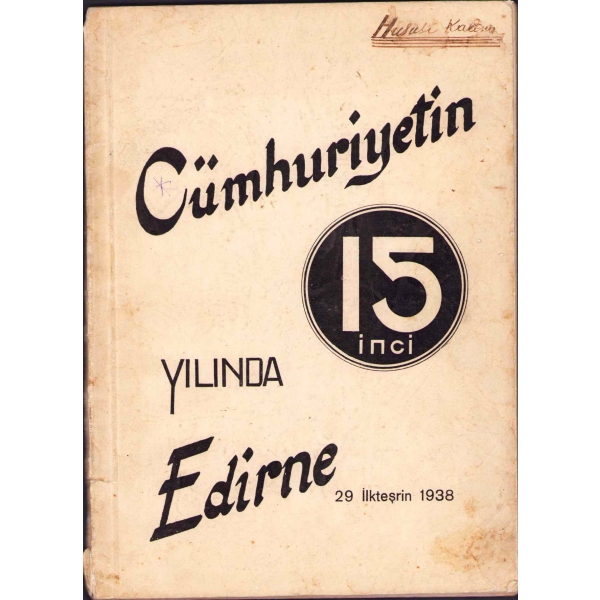 Cümhuriyetin
15
inci
YILINDA
Edirne
29 İlkteşrin 1938